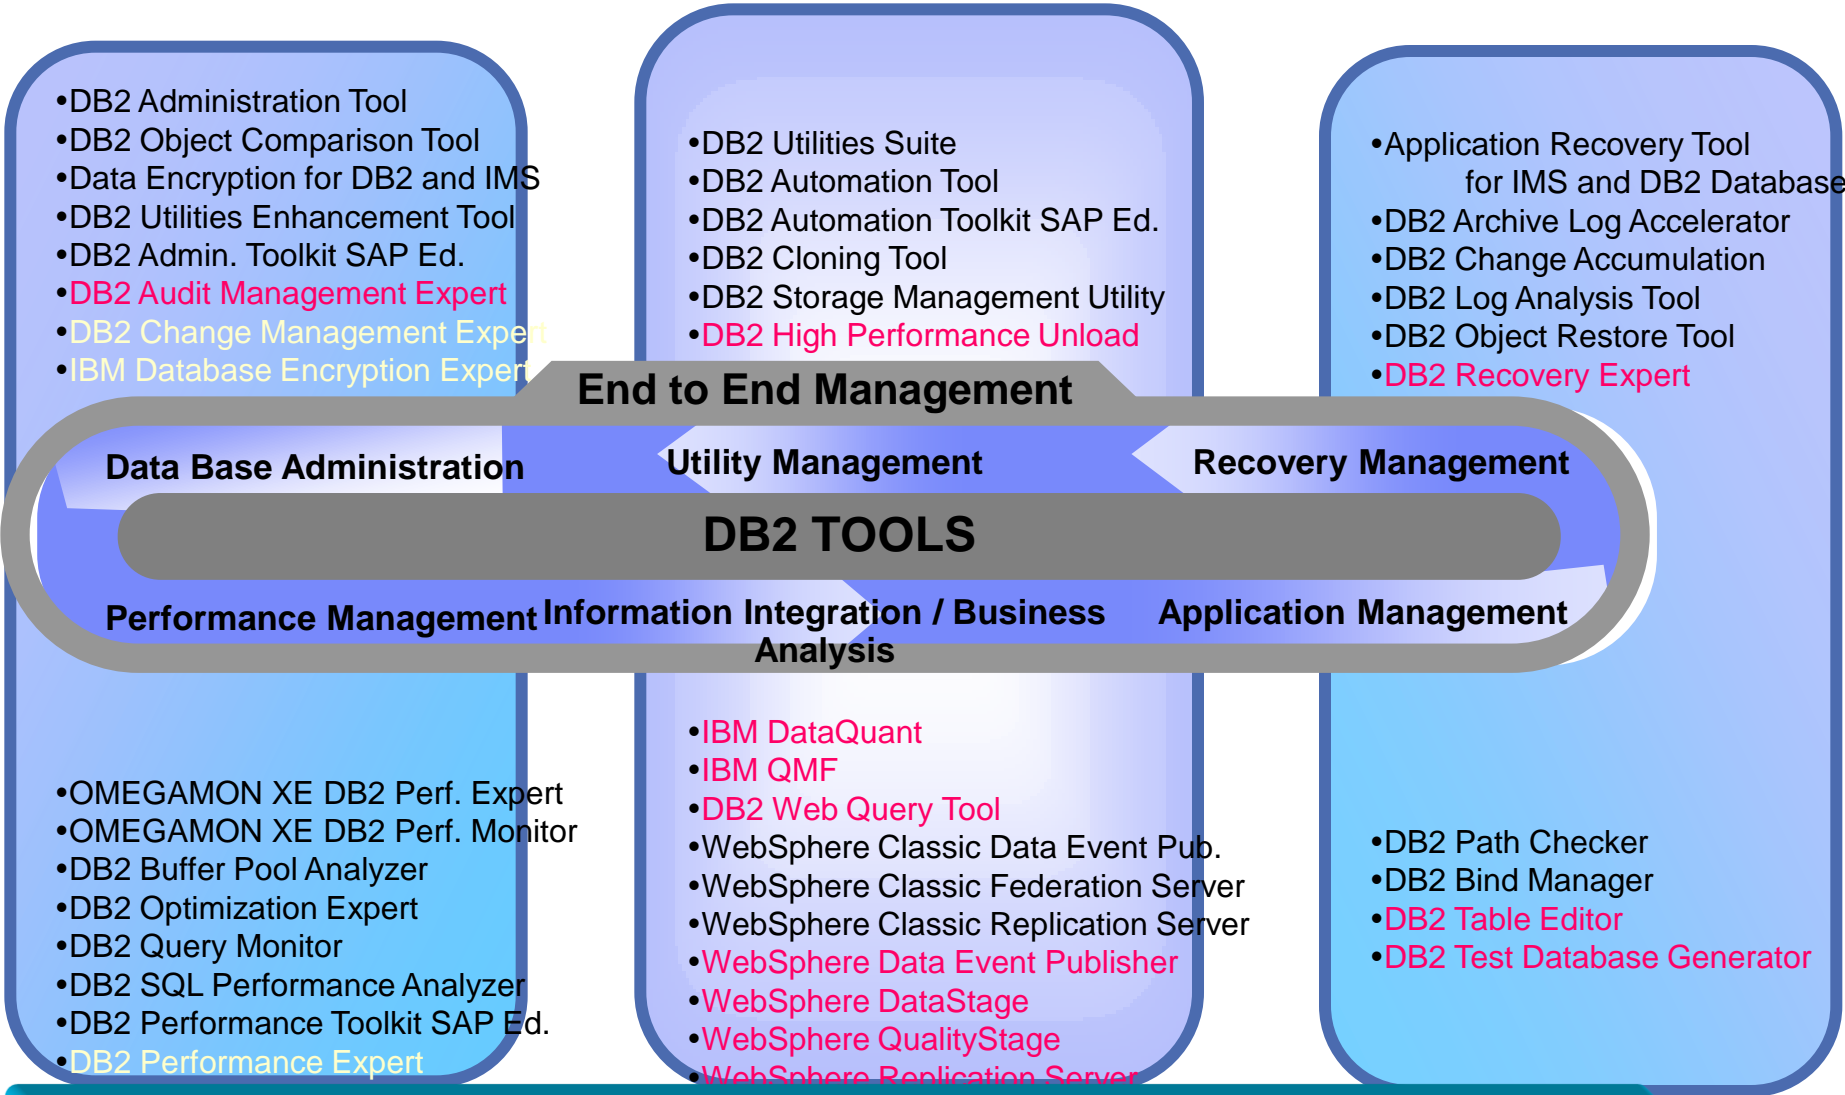 •DB2 Administration Tool
•DB2 Object Comparison Tool
•Data Encryption for DB2 and IMS
•DB2 Utilities Enhancement Tool
•DB2 Admin. Toolkit SAP Ed.
•DB2 Audit Management Expert
•DB2 Change Management Expert
•IBM Database Encryption Expert
•DB2 Utilities Suite
•DB2 Automation Tool
•DB2 Automation Toolkit SAP Ed.
•DB2 Cloning Tool
•DB2 Storage Management Utility
•DB2 High Performance Unload
•Application Recovery Tool
for IMS and DB2 Database
•DB2 Archive Log Accelerator
•DB2 Change Accumulation
•DB2 Log Analysis Tool
•DB2 Object Restore Tool
•DB2 Recovery Expert
End to End Management
Data Base Administration
Utility Management
Recovery Management
DB2 TOOLS
Performance Management
Information Integration / Business
Analysis
Application Management
•OMEGAMON XE DB2 Perf. Expert
•OMEGAMON XE DB2 Perf. Monitor
•DB2 Buffer Pool Analyzer
•DB2 Optimization Expert
•DB2 Query Monitor
•DB2 SQL Performance Analyzer
•DB2 Performance Toolkit SAP Ed.
•DB2 Performance Expert
•IBM DataQuant
•IBM QMF
•DB2 Web Query Tool
•WebSphere Classic Data Event Pub.
•WebSphere Classic Federation Server
•WebSphere Classic Replication Server
•WebSphere Data Event Publisher
•WebSphere DataStage
•WebSphere QualityStage
•WebSphere Replication Server
•DB2 Path Checker
•DB2 Bind Manager
•DB2 Table Editor
•DB2 Test Database Generator